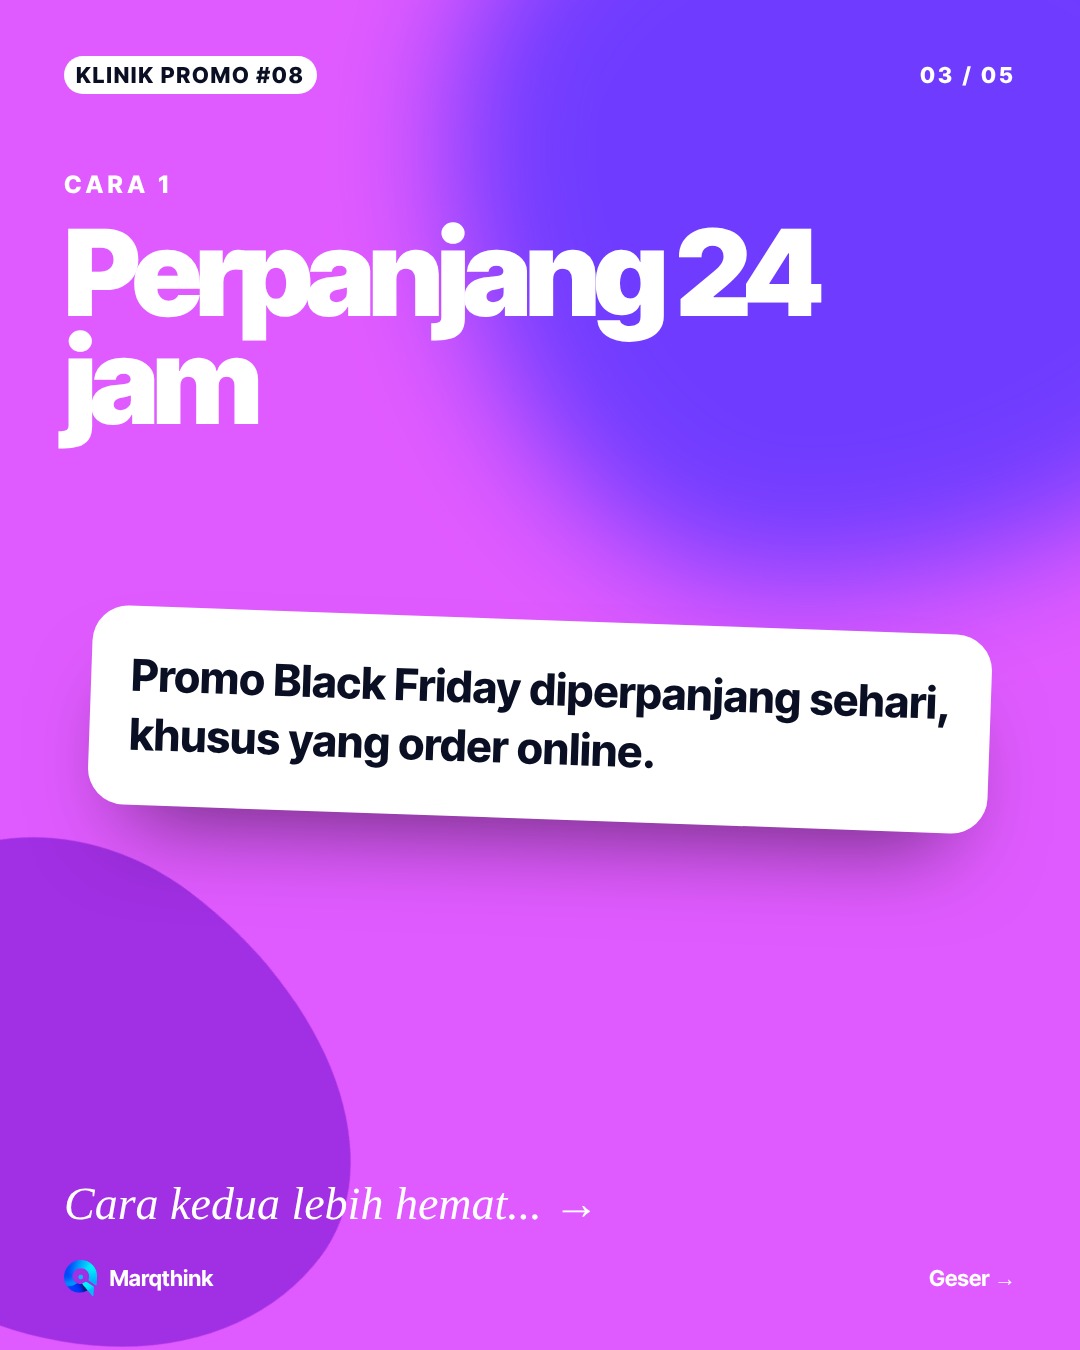 KLINIK PROMO #08
03 / 05
CARA 1
Perpanjang 24
jam
Promo Black Friday diperpanjang sehari,
khusus yang order online.
Cara kedua lebih hemat... →
Marqthink
Geser →